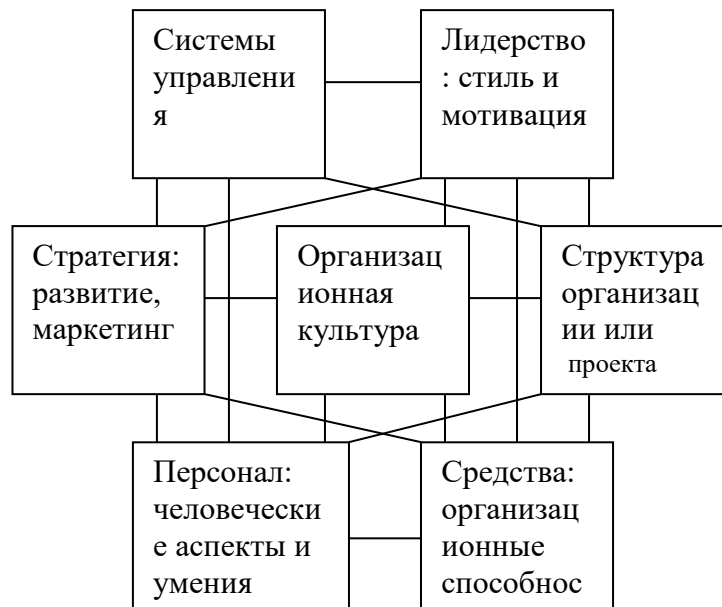 Системы
управлени
я
Лидерство
: стиль и
мотивация
Стратегия:
развитие,
маркетинг
Организац
ионная
культура
Структура
организац
ии или
проекта
Персонал:
человечески
е аспекты и
умения
Средства:
организац
ионные
способнос